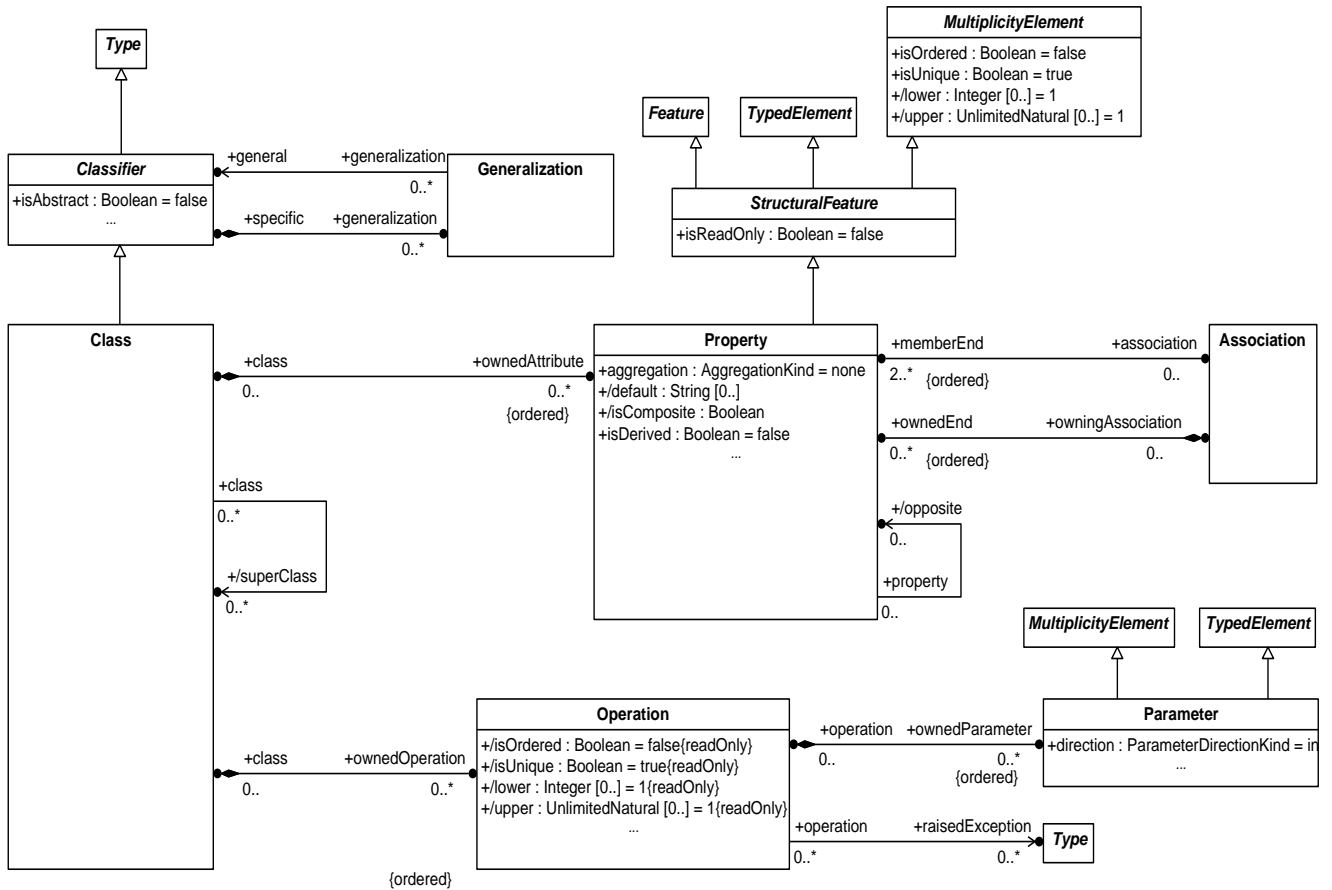 Type
MultiplicityElement
+isOrdered : Boolean = false
+isUnique : Boolean = true
+/lower : Integer [0..] = 1
+/upper : UnlimitedNatural [0..] = 1
Feature
TypedElement
Classifier
+isAbstract : Boolean = false
...
+general
+generalization
0..*
+specific
+generalization
0..*
Generalization
StructuralFeature
+isReadOnly : Boolean = false
Class
+class
0..
+ownedAttribute
0..*
{ordered}
Property
+aggregation : AggregationKind = none
+/default : String [0..]
+/isComposite : Boolean
+isDerived : Boolean = false
...
+memberEnd
2..*
{ordered}
+association
0..
Association
+ownedEnd
0..*
{ordered}
+owningAssociation
0..
+class
0..*
+/superClass
0..*
+/opposite
0..
+property
0..
MultiplicityElement
TypedElement
+class
0..
+ownedOperation
0..*
{ordered}
Operation
+/isOrdered : Boolean = false{readOnly}
+/isUnique : Boolean = true{readOnly}
+/lower : Integer [0..] = 1{readOnly}
+/upper : UnlimitedNatural [0..] = 1{readOnly}
...
+operation
0..
+ownedParameter
0..*
{ordered}
Parameter
+direction : ParameterDirectionKind = in
...
+operation
0..*
+raisedException
0..*
Type